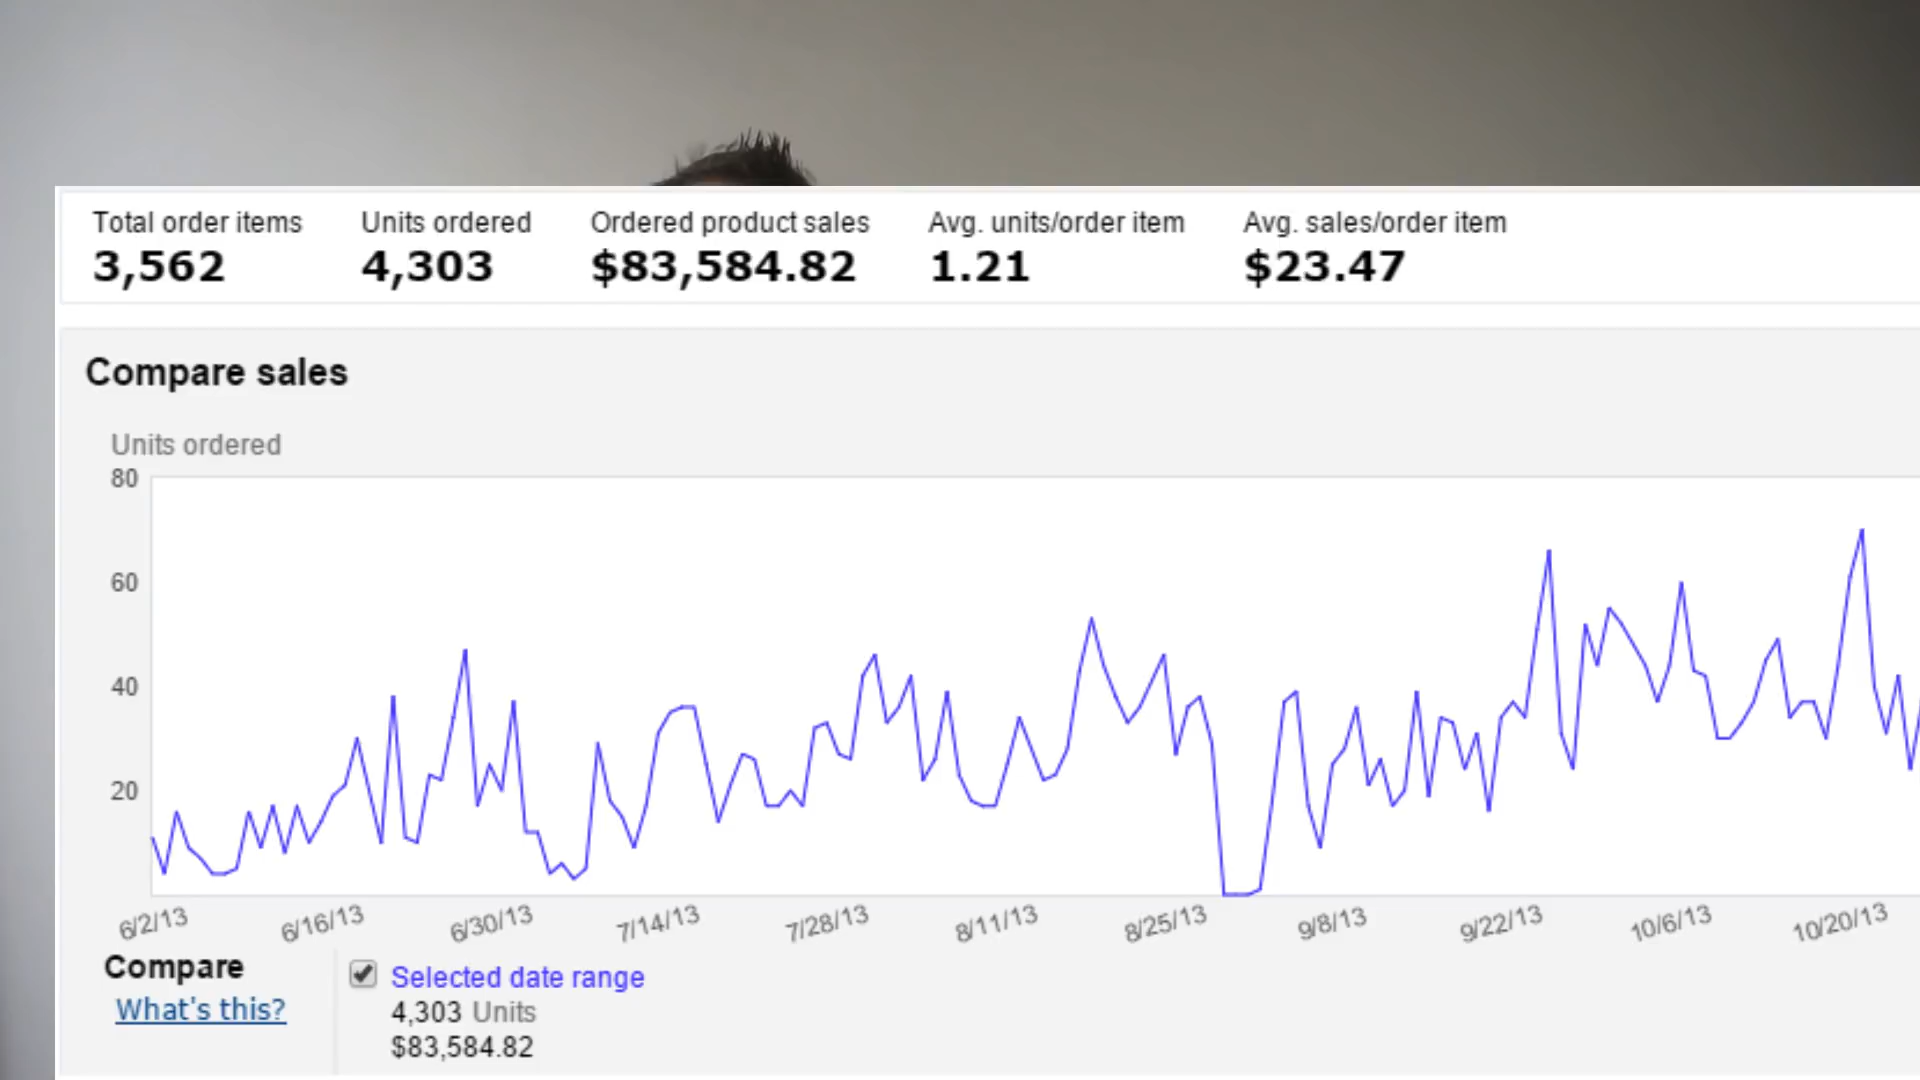 Total order items Units ordered Ordered product sales Avg. units/order item Avg. sales/order item
3,562 4,303 $83,584.82 1.21 $23.47
Compare sales
Units ordered
80
60
40
20
6/2/13 6/16/13 6/30/13 7/14/13 7/28/13 8/11/13 8/25/13 9/8/13 9/22/13 10/6/13 10/20/13
Compare
What's this?
Selected date range
4,303 Units
$83,584.82